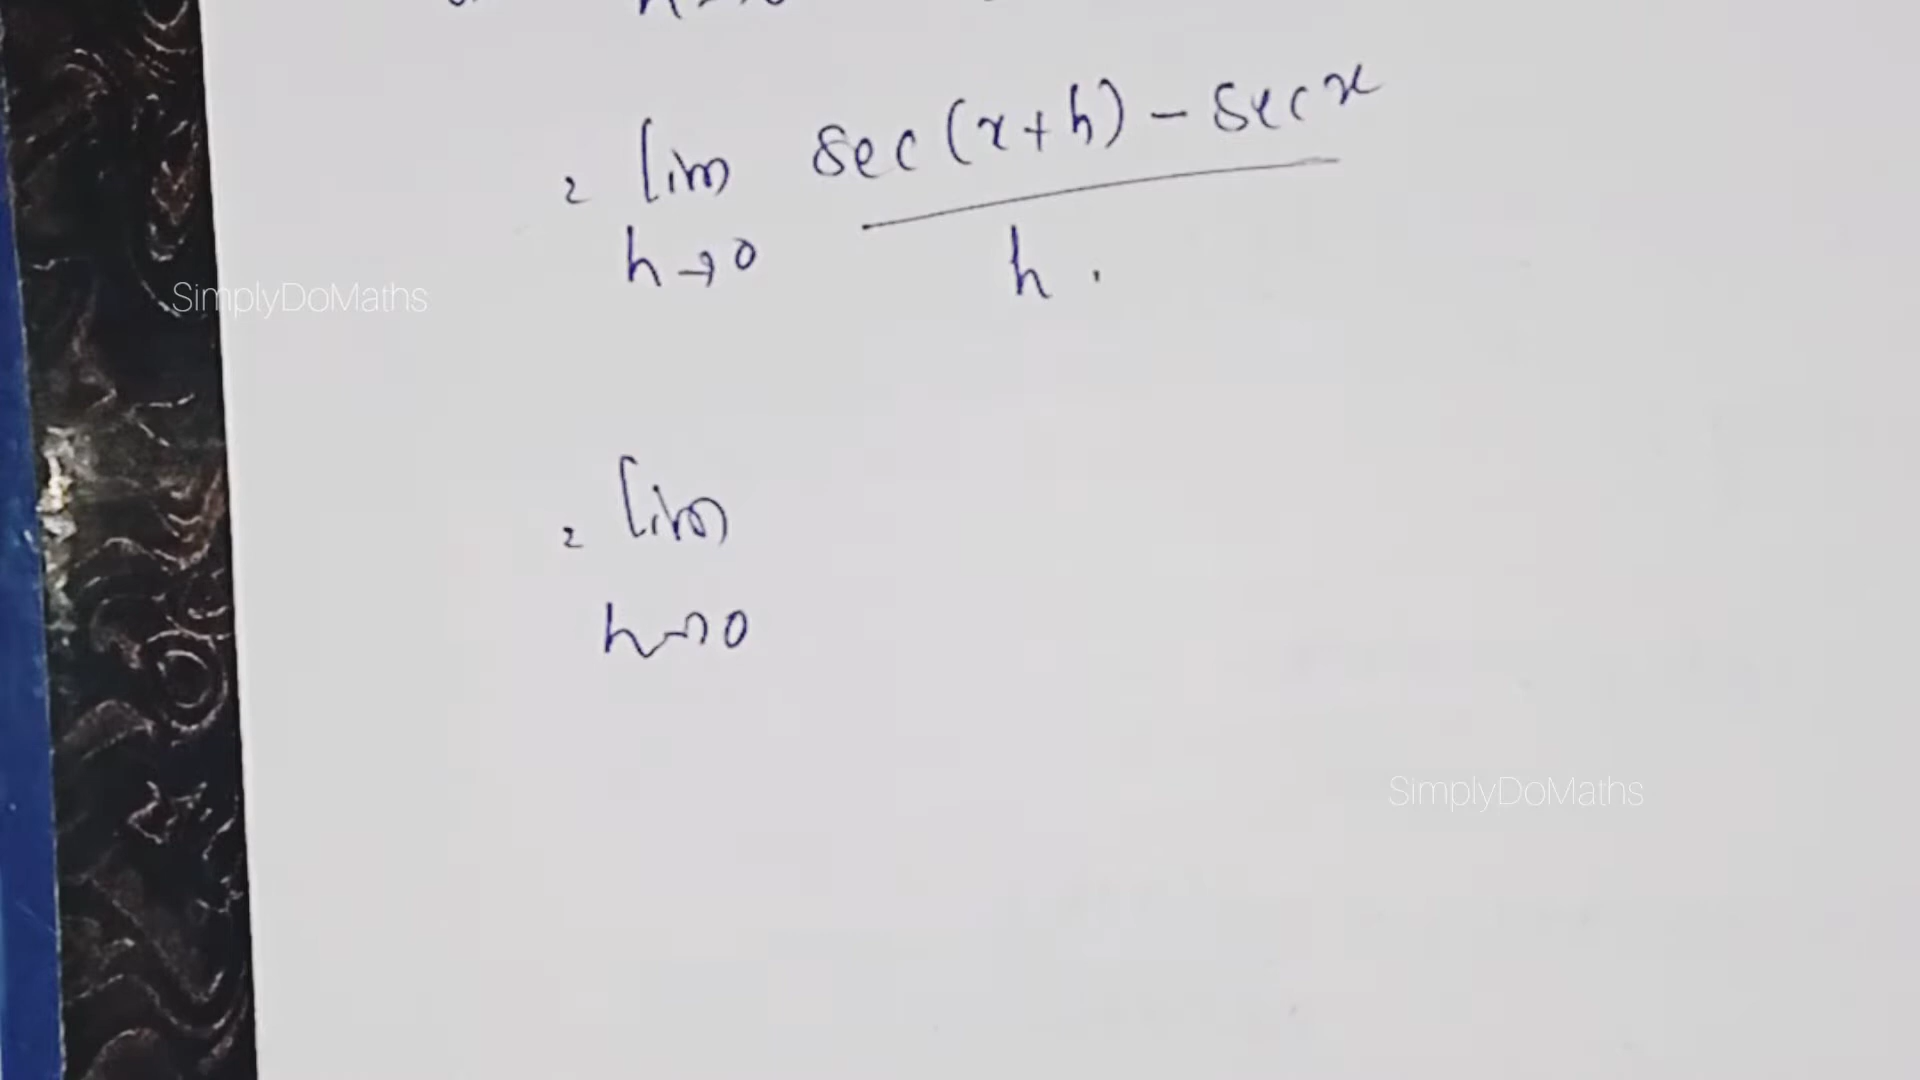 = lim sec(x+h) - sec x
h→0 h.
SimplyDoMaths
= lim
h→0
SimplyDoMaths